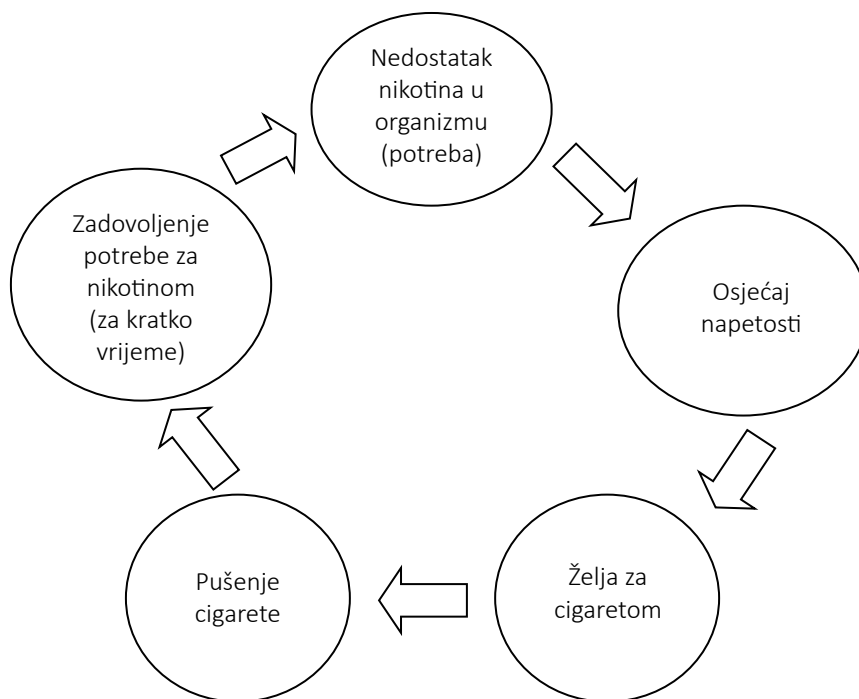 Nedostatak
nikotina u
organizmu
(potreba)
Osjećaj
napetosti
Želja za
cigaretom
Pušenje
cigarete
Zadovoljenje
potrebe za
nikotinom
(za kratko
vrijeme)